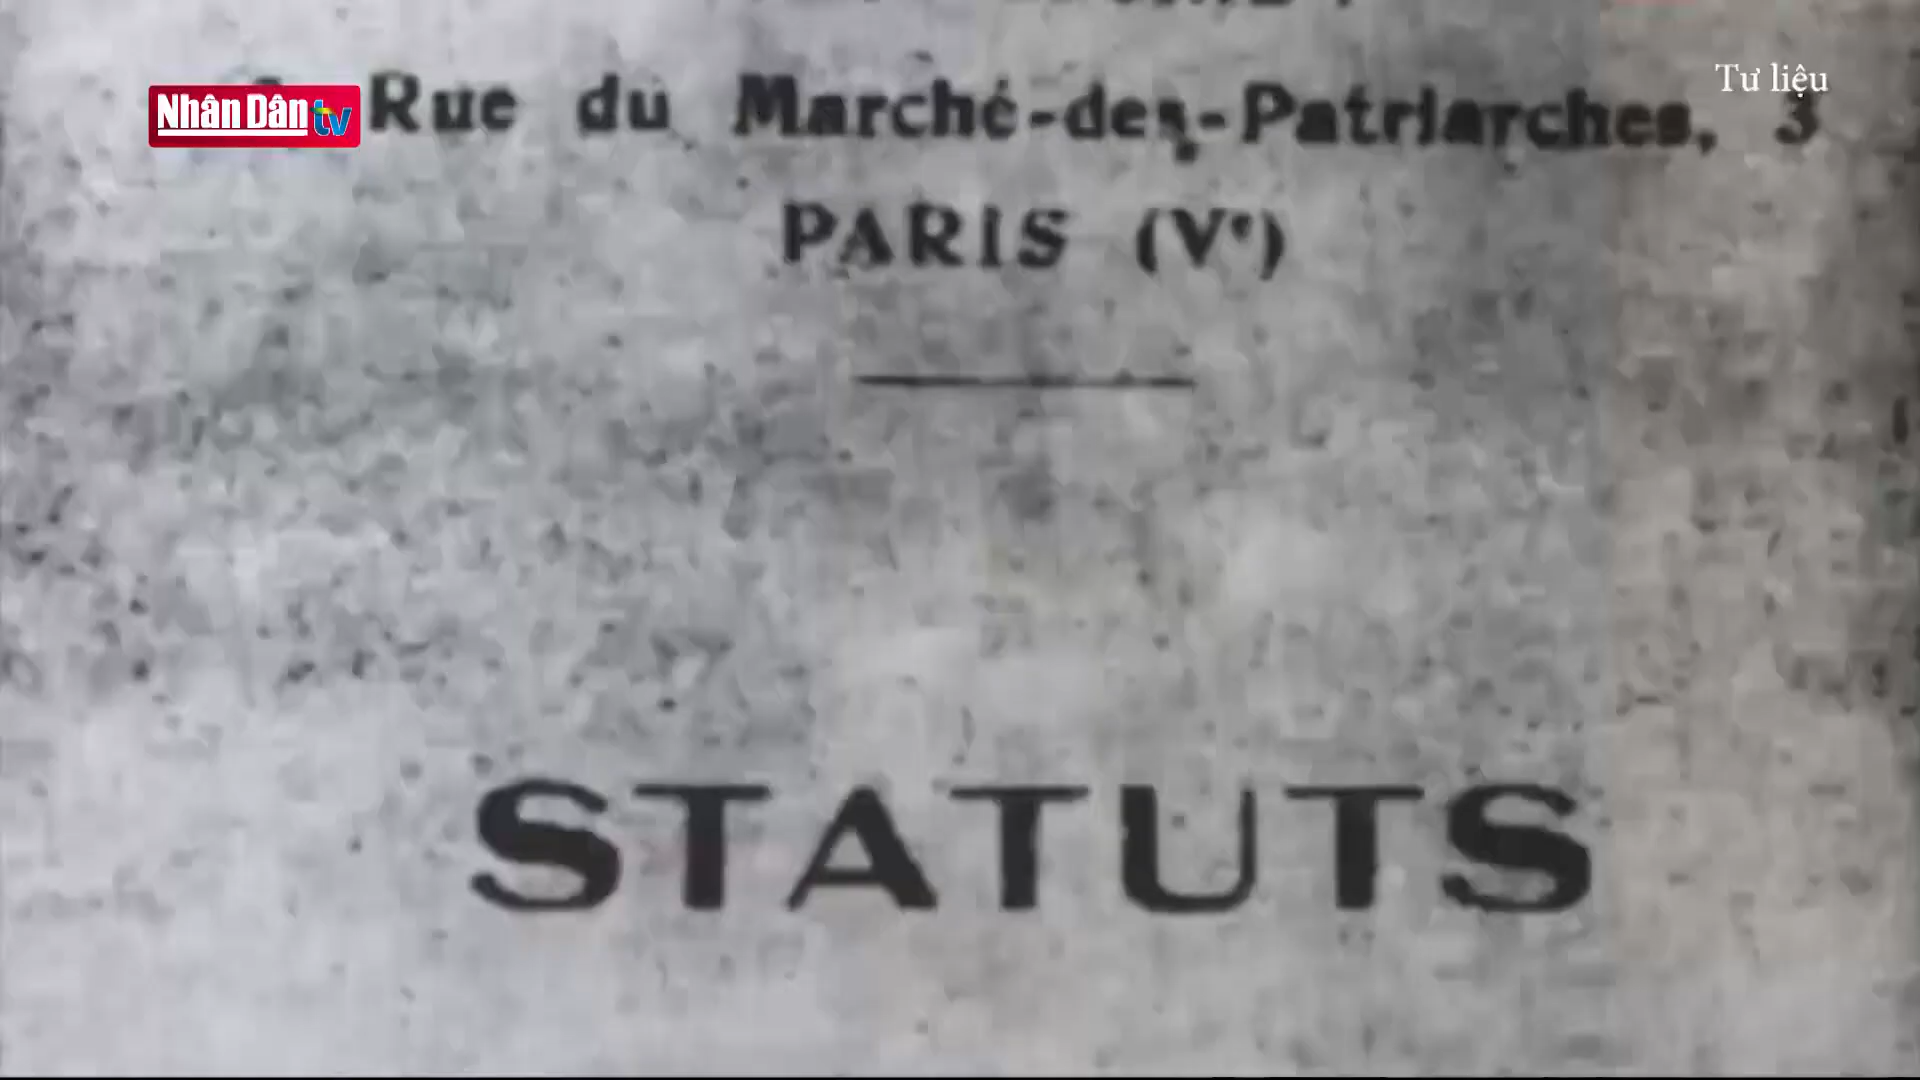 Tư liệu
Nhân Dân tv
Rue du Marché-des-Patriarches, 3
PARIS (Vᵉ)
STATUTS